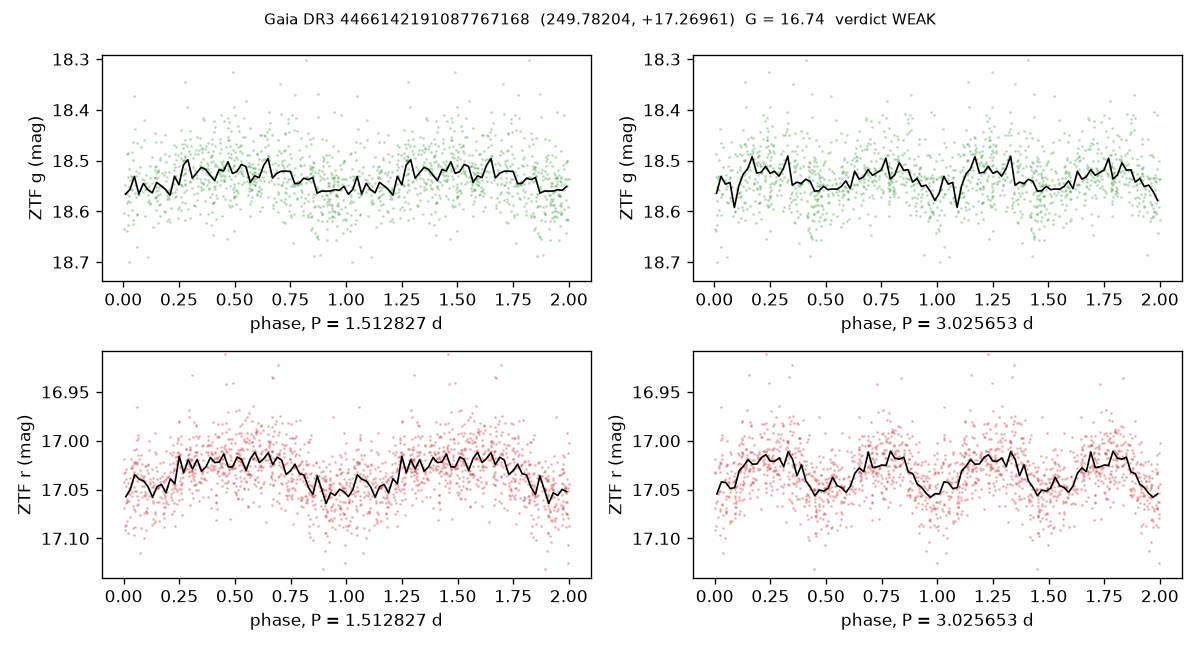 Gaia DR3 4466142191087767168 (249.78204, +17.26961) G = 16.74 verdict WEAK
ZTF g (mag)
18.3
18.4
18.5
18.6
18.7
0.00 0.25 0.50 0.75 1.00 1.25 1.50 1.75 2.00
phase, P = 1.512827 d
ZTF g (mag)
18.3
18.4
18.5
18.6
18.7
0.00 0.25 0.50 0.75 1.00 1.25 1.50 1.75 2.00
phase, P = 3.025653 d
ZTF r (mag)
16.95
17.00
17.05
17.10
0.00 0.25 0.50 0.75 1.00 1.25 1.50 1.75 2.00
phase, P = 1.512827 d
ZTF r (mag)
16.95
17.00
17.05
17.10
0.00 0.25 0.50 0.75 1.00 1.25 1.50 1.75 2.00
phase, P = 3.025653 d